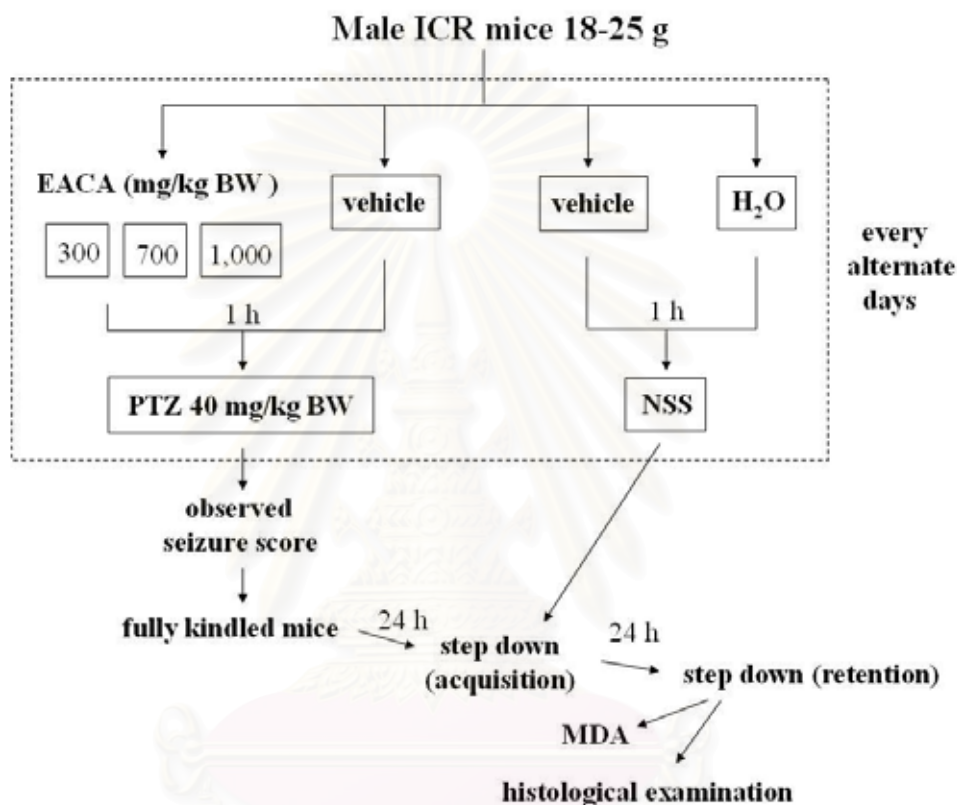 Male ICR mice 18-25 g
EACA (mg/kg BW )
300
700
1,000
vehicle
vehicle
H₂O
every
alternate
days
1 h
1 h
PTZ 40 mg/kg BW
NSS
observed
seizure score
fully kindled mice
24 h
step down
(acquisition)
24 h
step down (retention)
MDA
histological examination